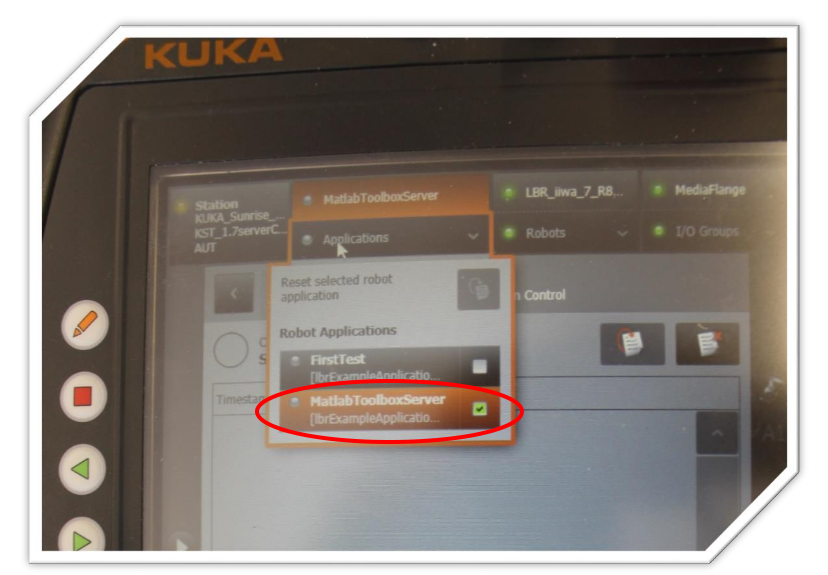 KUKA
Station
KUKA_Sunrise_...
KST_1.7serverC...
AUT
MatlabToolboxServer
LBR_iiwa_7_R8...
MediaFlange
Applications
Robots
I/O Groups
Reset selected robot
application
Control
Robot Applications
FirstTest
[lbrExampleApplicatio...
MatlabToolboxServer
[lbrExampleApplicatio...